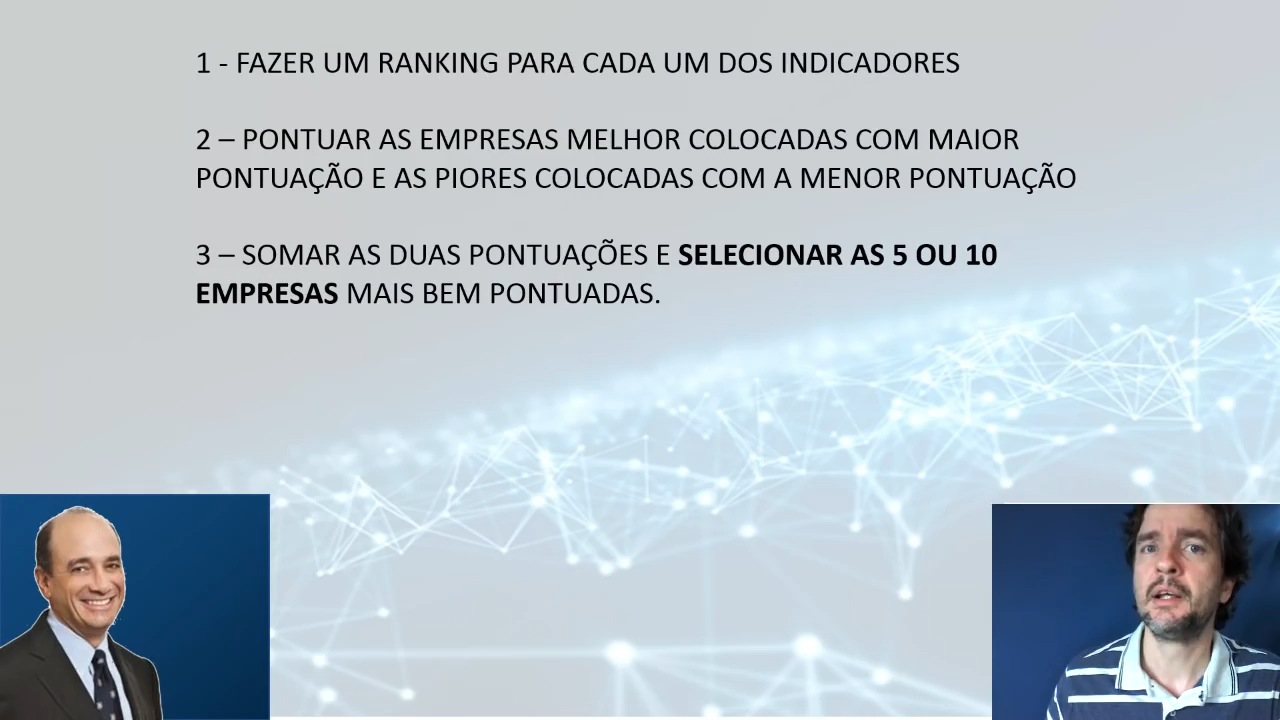 1 - FAZER UM RANKING PARA CADA UM DOS INDICADORES
2 – PONTUAR AS EMPRESAS MELHOR COLOCADAS COM MAIOR
PONTUAÇÃO E AS PIORES COLOCADAS COM A MENOR PONTUAÇÃO
3 – SOMAR AS DUAS PONTUAÇÕES E SELECIONAR AS 5 OU 10
EMPRESAS MAIS BEM PONTUADAS.